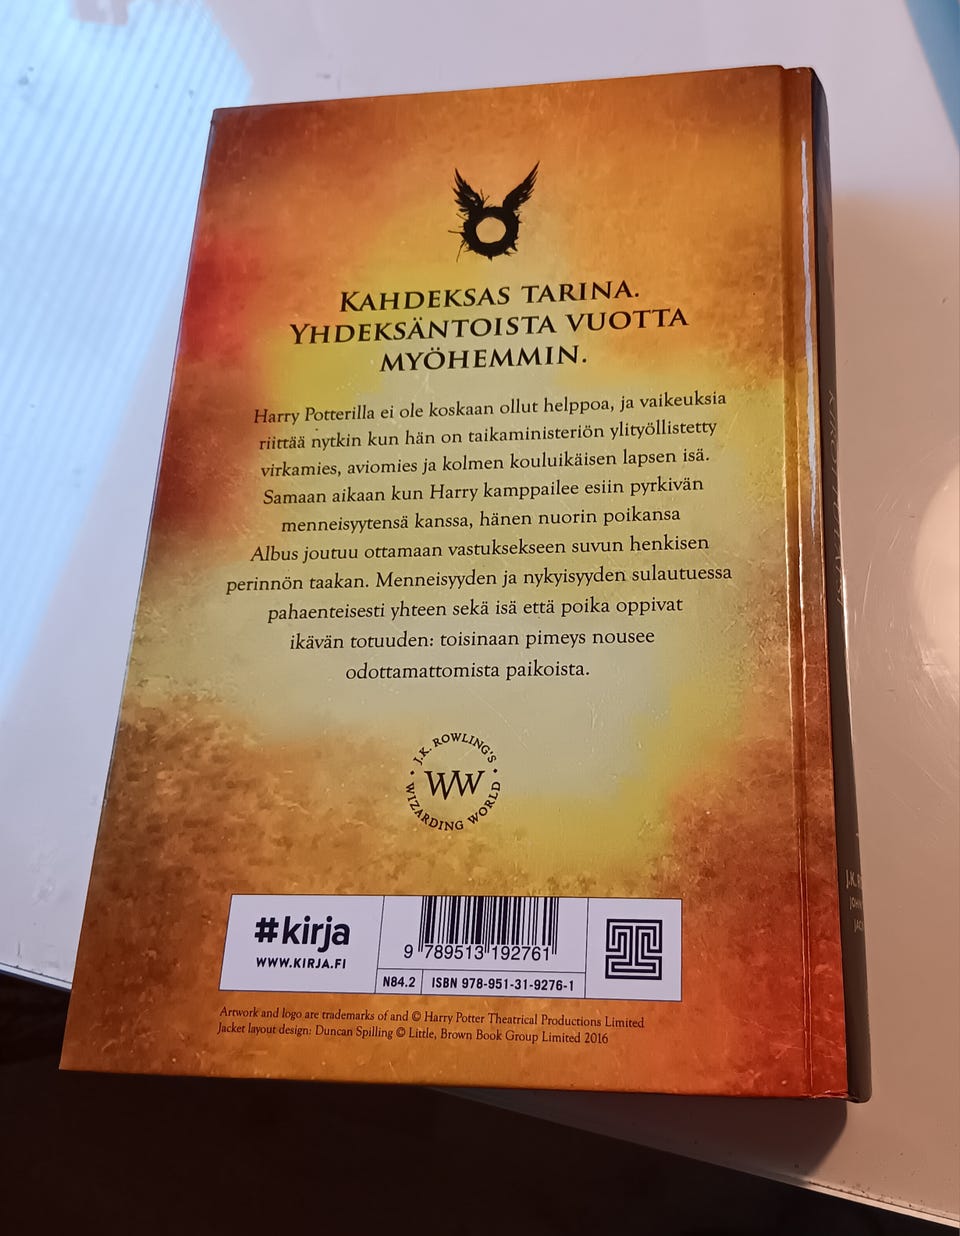 KAHDEKSAS TARINA.
YHDEKSÄNTOISTA VUOTTA
MYÖHEMMIN.
Harry Potterilla ei ole koskaan ollut helppoa, ja vaikeuksia
riittää nytkin kun hän on taikaministeriön ylityöllistetty
virkamies, aviomies ja kolmen kouluikäisen lapsen isä.
Samaan aikaan kun Harry kamppailee esiin pyrkivän
menneisyytensä kanssa, hänen nuorin poikansa
Albus joutuu ottamaan vastuksekseen suvun henkisen
perinnön taakan. Menneisyyden ja nykyisyyden sulautuessa
pahaenteisesti yhteen sekä isä että poika oppivat
ikävän totuuden: toisinaan pimeys nousee
odottamattomista paikoista.
J.K. ROWLING'S
WW
WIZARDING WORLD
#kirja
WWW.KIRJA.FI
9 789513 192761
N84.2
ISBN 978-951-31-9276-1
Artwork and logo are trademarks of and © Harry Potter Theatrical Productions Limited
Jacket layout design: Duncan Spilling © Little, Brown Book Group Limited 2016
J.K.